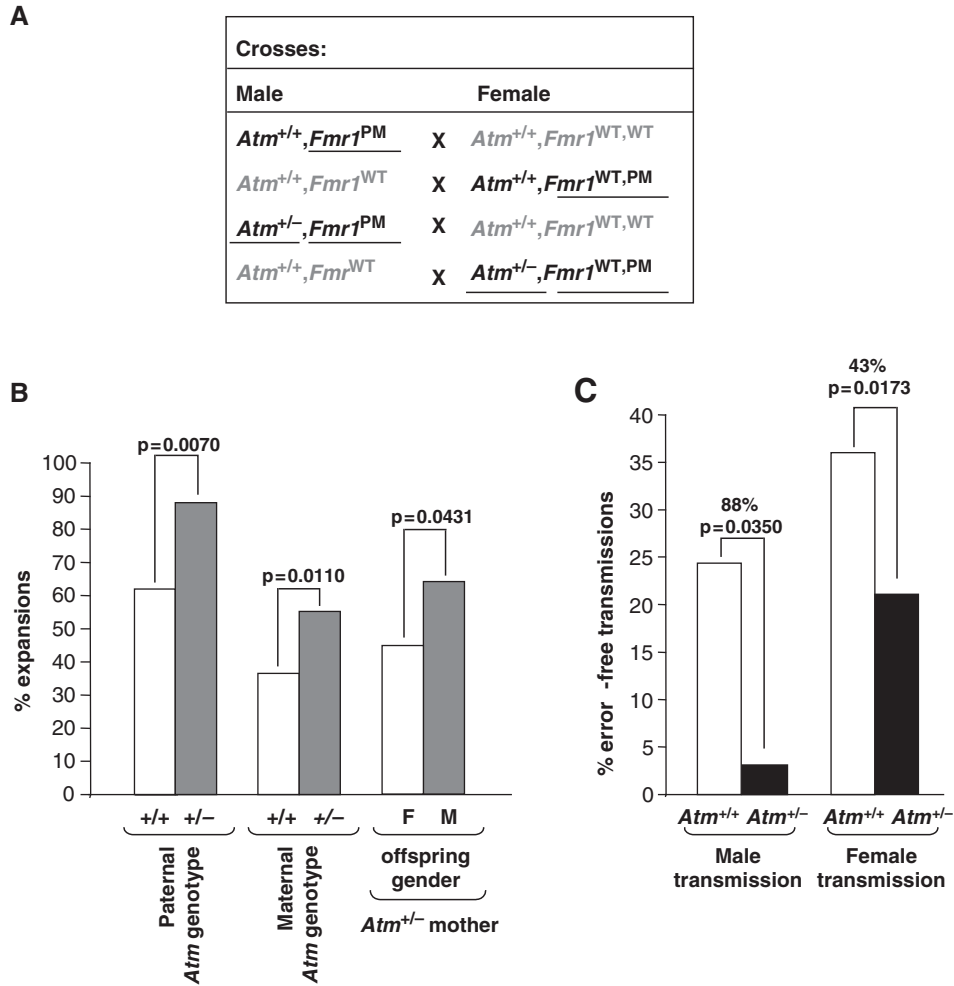 A
Crosses:
Male Female
Atm+/+,Fmr1PM X Atm+/+,Fmr1WT,WT
Atm+/+,Fmr1WT X Atm+/+,Fmr1WT,PM
Atm+/–,Fmr1PM X Atm+/+,Fmr1WT,WT
Atm+/+,FmrWT X Atm+/–,Fmr1WT,PM
B
% expansions
100
90
80
70
60
50
40
30
20
10
0
p=0.0070
p=0.0110
p=0.0431
+/+ +/– +/+ +/– F M
Paternal
Atm genotype
Maternal
Atm genotype
offspring
gender
Atm+/– mother
C
% error -free transmissions
40
35
30
25
20
15
10
5
0
88%
p=0.0350
43%
p=0.0173
Atm+/+ Atm+/– Atm+/+ Atm+/–
Male
transmission
Female
transmission